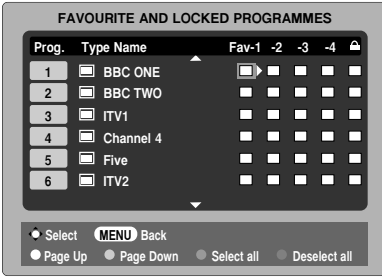 FAVOURITE AND LOCKED PROGRAMMES
Prog. Type Name Fav-1 -2 -3 -4
1 BBC ONE
2 BBC TWO
3 ITV1
4 Channel 4
5 Five
6 ITV2
Select MENU Back
Page Up Page Down Select all Deselect all